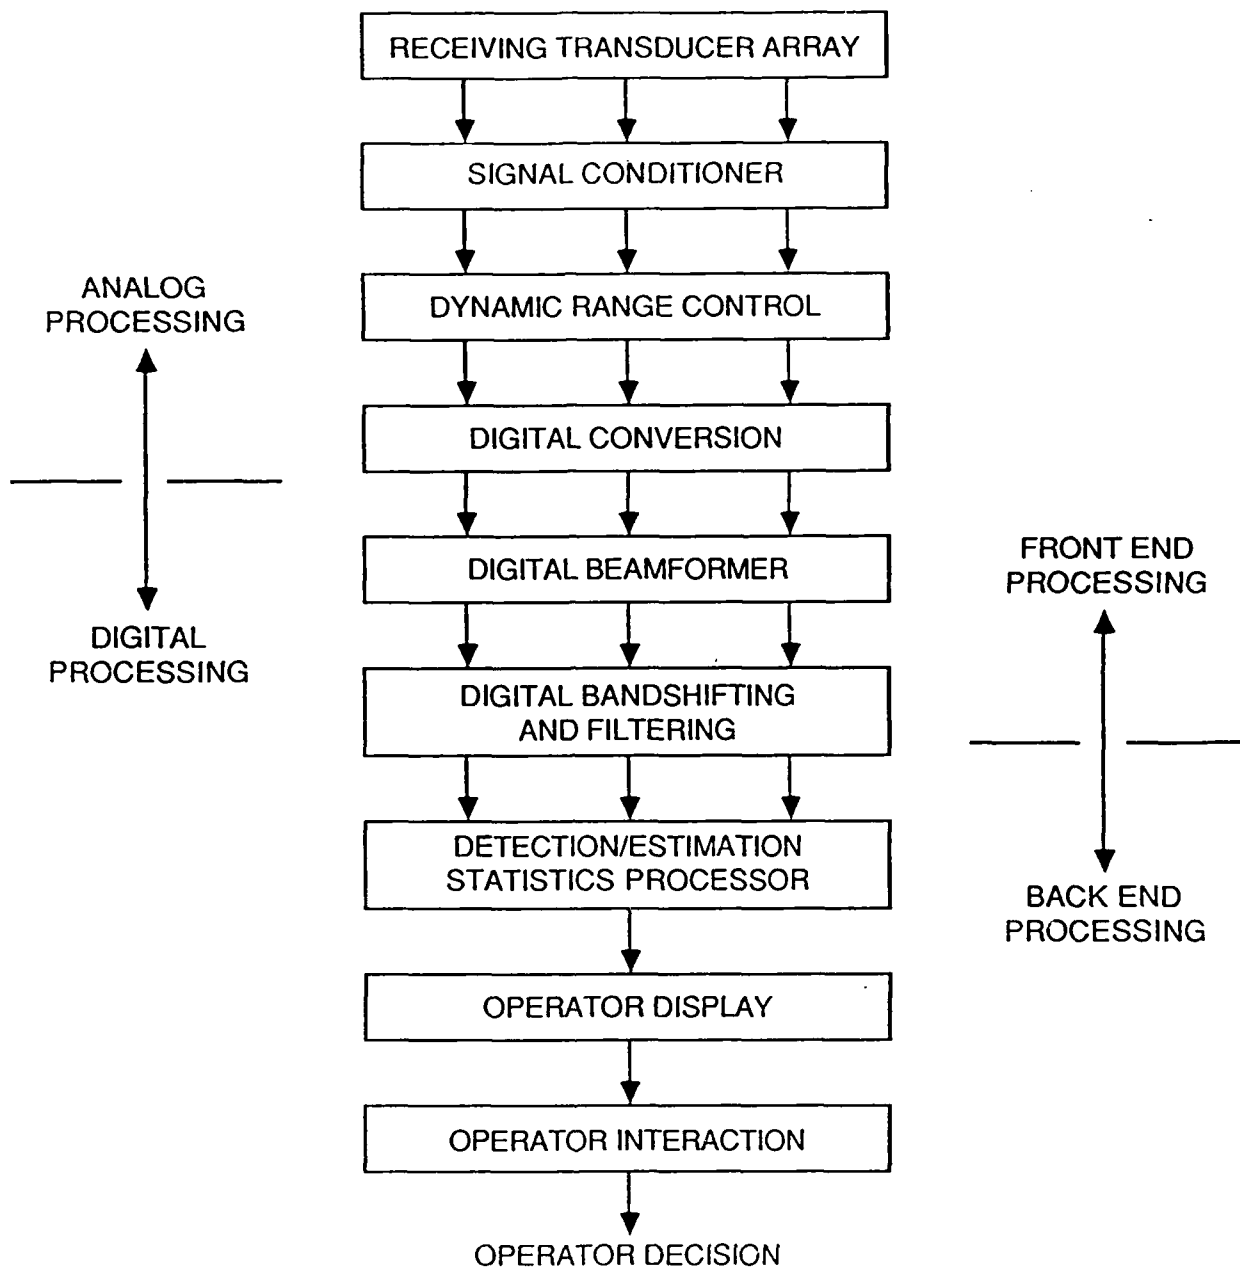 RECEIVING TRANSDUCER ARRAY
SIGNAL CONDITIONER
ANALOG
PROCESSING
DYNAMIC RANGE CONTROL
DIGITAL CONVERSION
DIGITAL BEAMFORMER
FRONT END
PROCESSING
DIGITAL
PROCESSING
DIGITAL BANDSHIFTING
AND FILTERING
DETECTION/ESTIMATION
STATISTICS PROCESSOR
BACK END
PROCESSING
OPERATOR DISPLAY
OPERATOR INTERACTION
OPERATOR DECISION